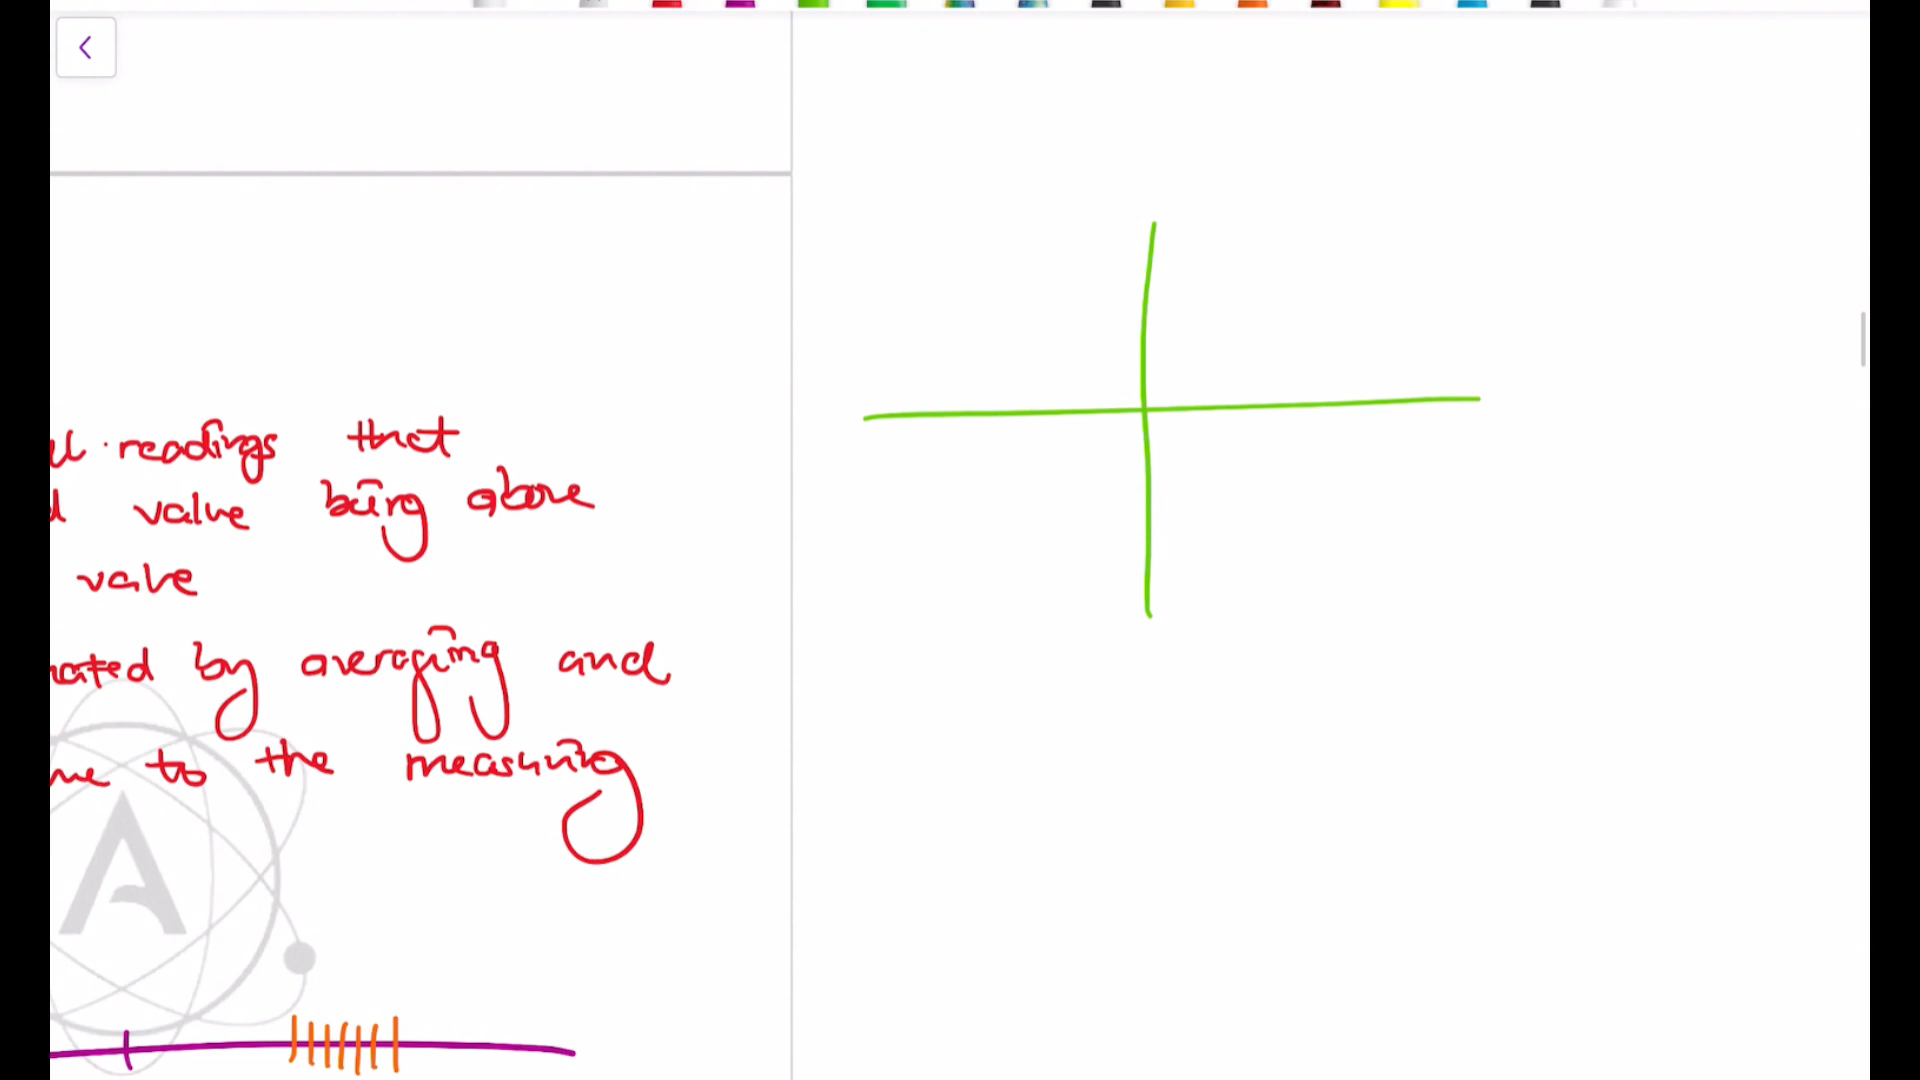 readings that
value being above
value
by averaging and
to the measuring
A